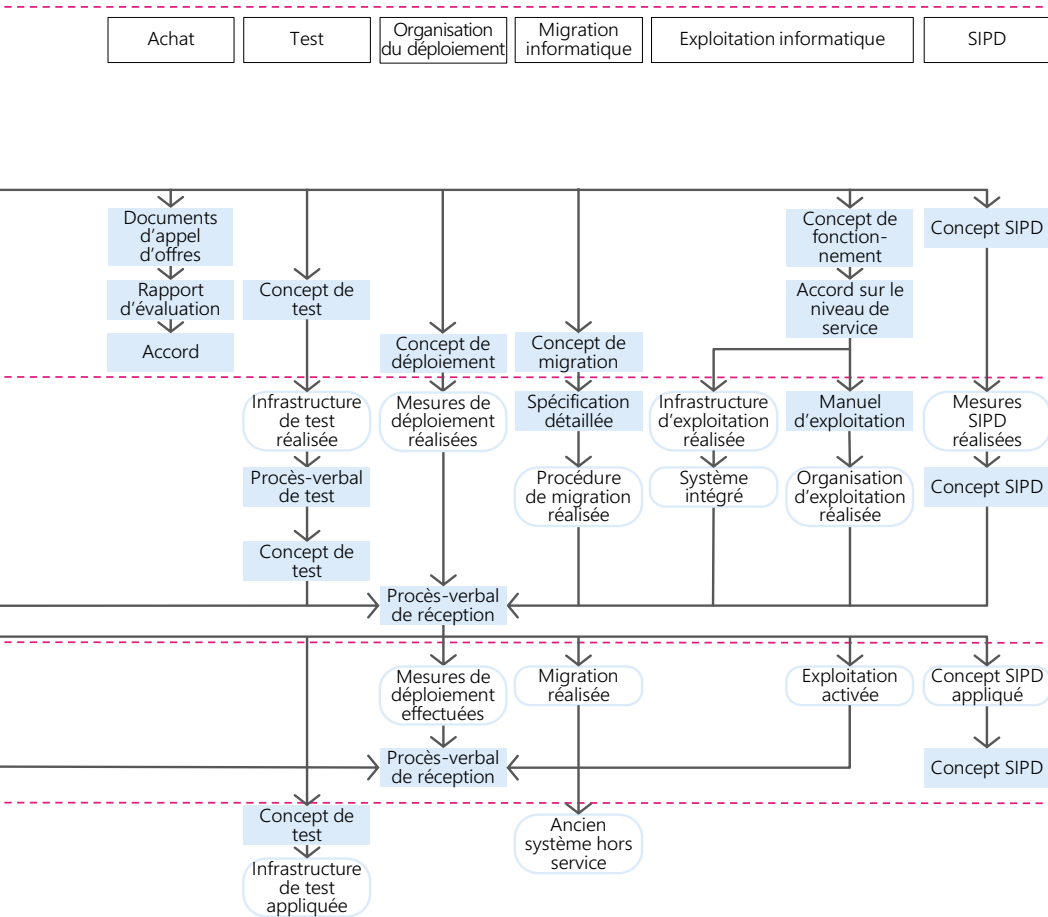 Achat
Test
Organisation
du déploiement
Migration
informatique
Exploitation informatique
SIPD
Documents
d’appel
d’offres
Concept de
fonction-
nement
Concept SIPD
Rapport
d’évaluation
Concept de
test
Accord sur le
niveau de
service
Accord
Concept de
déploiement
Concept de
migration
Infrastructure
de test
réalisée
Mesures de
déploiement
réalisées
Spécification
détaillée
Infrastructure
d’exploitation
réalisée
Manuel
d’exploitation
Mesures
SIPD
réalisées
Procès-verbal
de test
Procédure
de migration
réalisée
Système
intégré
Organisation
d’exploitation
réalisée
Concept SIPD
Concept de
test
Procès-verbal
de réception
Mesures de
déploiement
effectuées
Migration
réalisée
Exploitation
activée
Concept SIPD
appliqué
Procès-verbal
de réception
Concept SIPD
Concept de
test
Ancien
système hors
service
Infrastructure
de test
appliquée